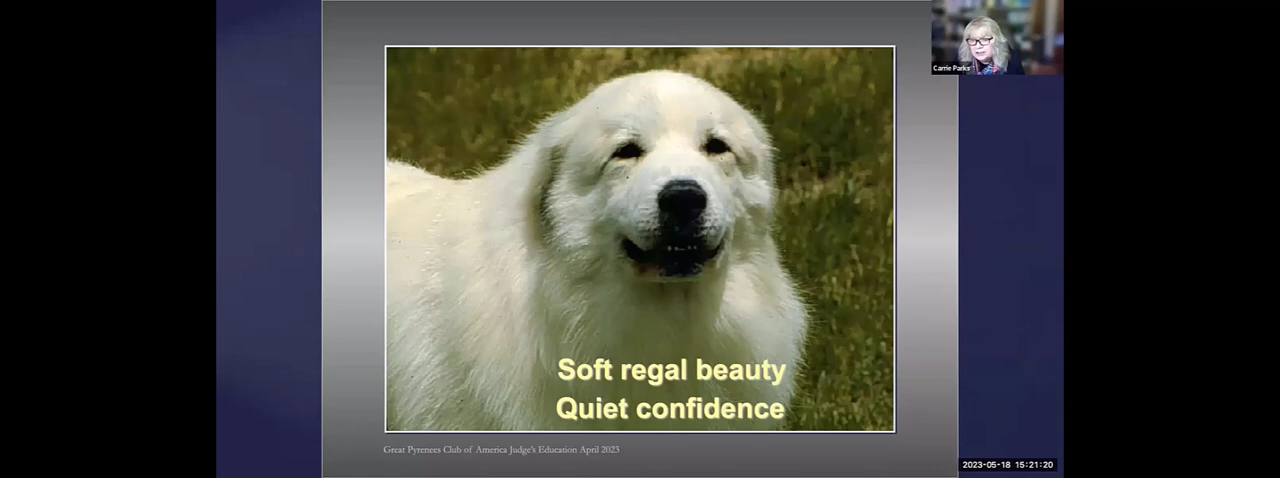 Carrie Parks
Soft regal beauty
Quiet confidence
Great Pyrenees Club of America Judge's Education April 2023
2023-05-18 15:21:20